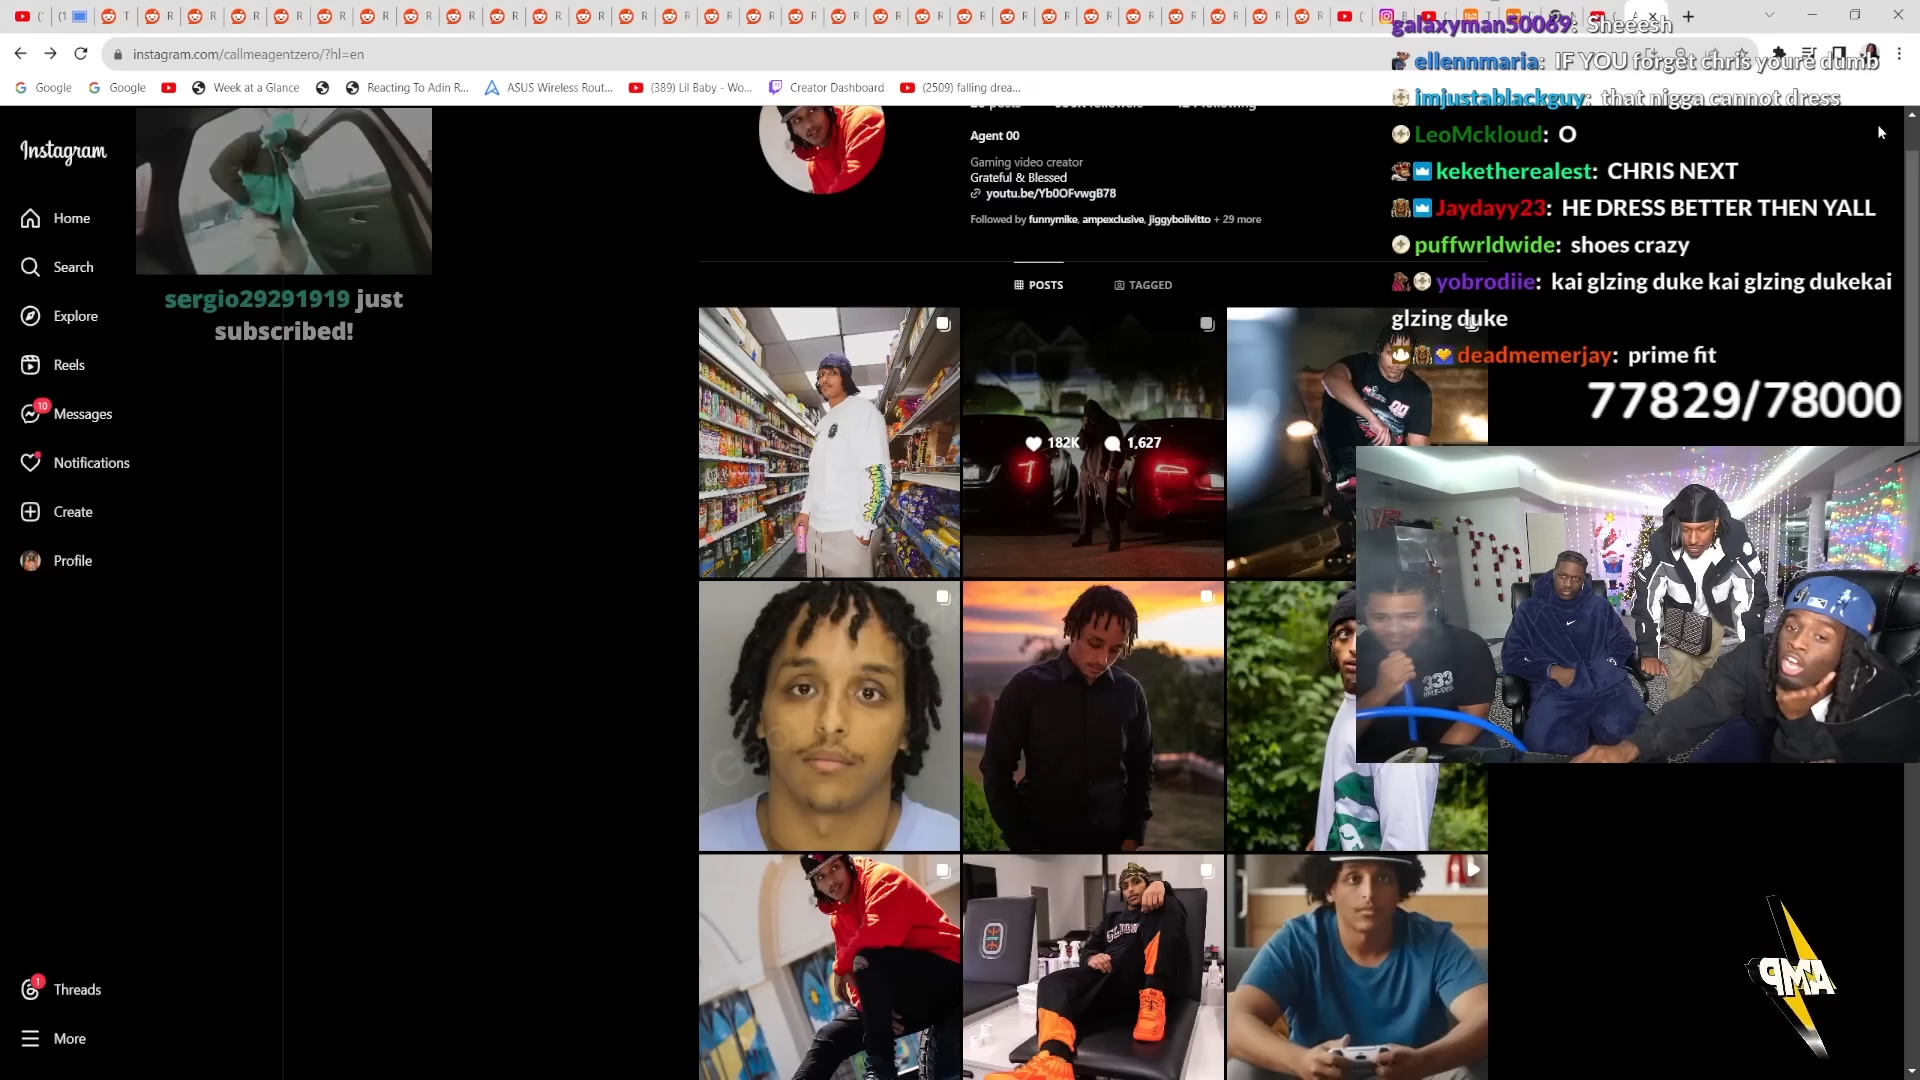 instagram.com/callmeagentzero/?hl=en
Google
Google
Week at a Glance
Reacting To Adin R...
ASUS Wireless Rout...
(389) Lil Baby - Wo...
Creator Dashboard
(2509) falling drea...
Instagram
Home
Search
Explore
Reels
10
Messages
Notifications
Create
Profile
1
Threads
More
sergio29291919 just
subscribed!
Agent 00
Gaming video creator
Grateful & Blessed
youtu.be/Yb0OFvwgB78
Followed by funnymike, ampexclusive, jiggyboiivitto + 29 more
POSTS
TAGGED
182K 1,627
galaxyman50069: Sheeesh
ellennmaria: IF YOU forget chris youre dumb
imjustablackguy: that nigga cannot dress
LeoMckloud: O
keketherealest: CHRIS NEXT
Jaydayy23: HE DRESS BETTER THEN YALL
puffwrldwide: shoes crazy
yobrodiie: kai glzing duke kai glzing dukekai
glzing duke
deadmemerjay: prime fit
77829/78000
333
AMP